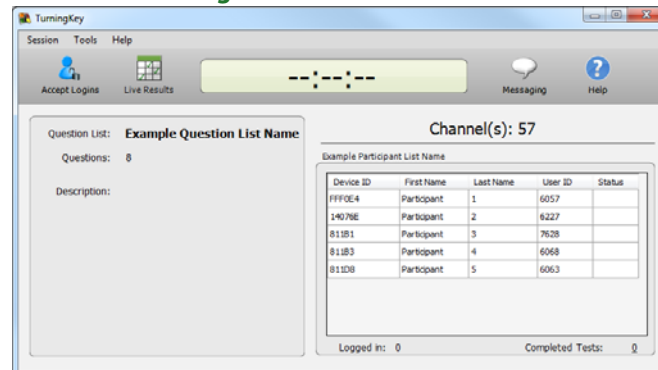 TurningKey
Session Tools Help
Accept Logins
Live Results
--:--:--
Messaging
Help
Question List: Example Question List Name
Questions: 8
Description:
Channel(s): 57
Example Participant List Name
Device ID First Name Last Name User ID Status
FFF0E4 Participant 1 6057
14076E Participant 2 6227
811B1 Participant 3 7628
811B3 Participant 4 6068
811D8 Participant 5 6063
Logged in: 0 Completed Tests: 0